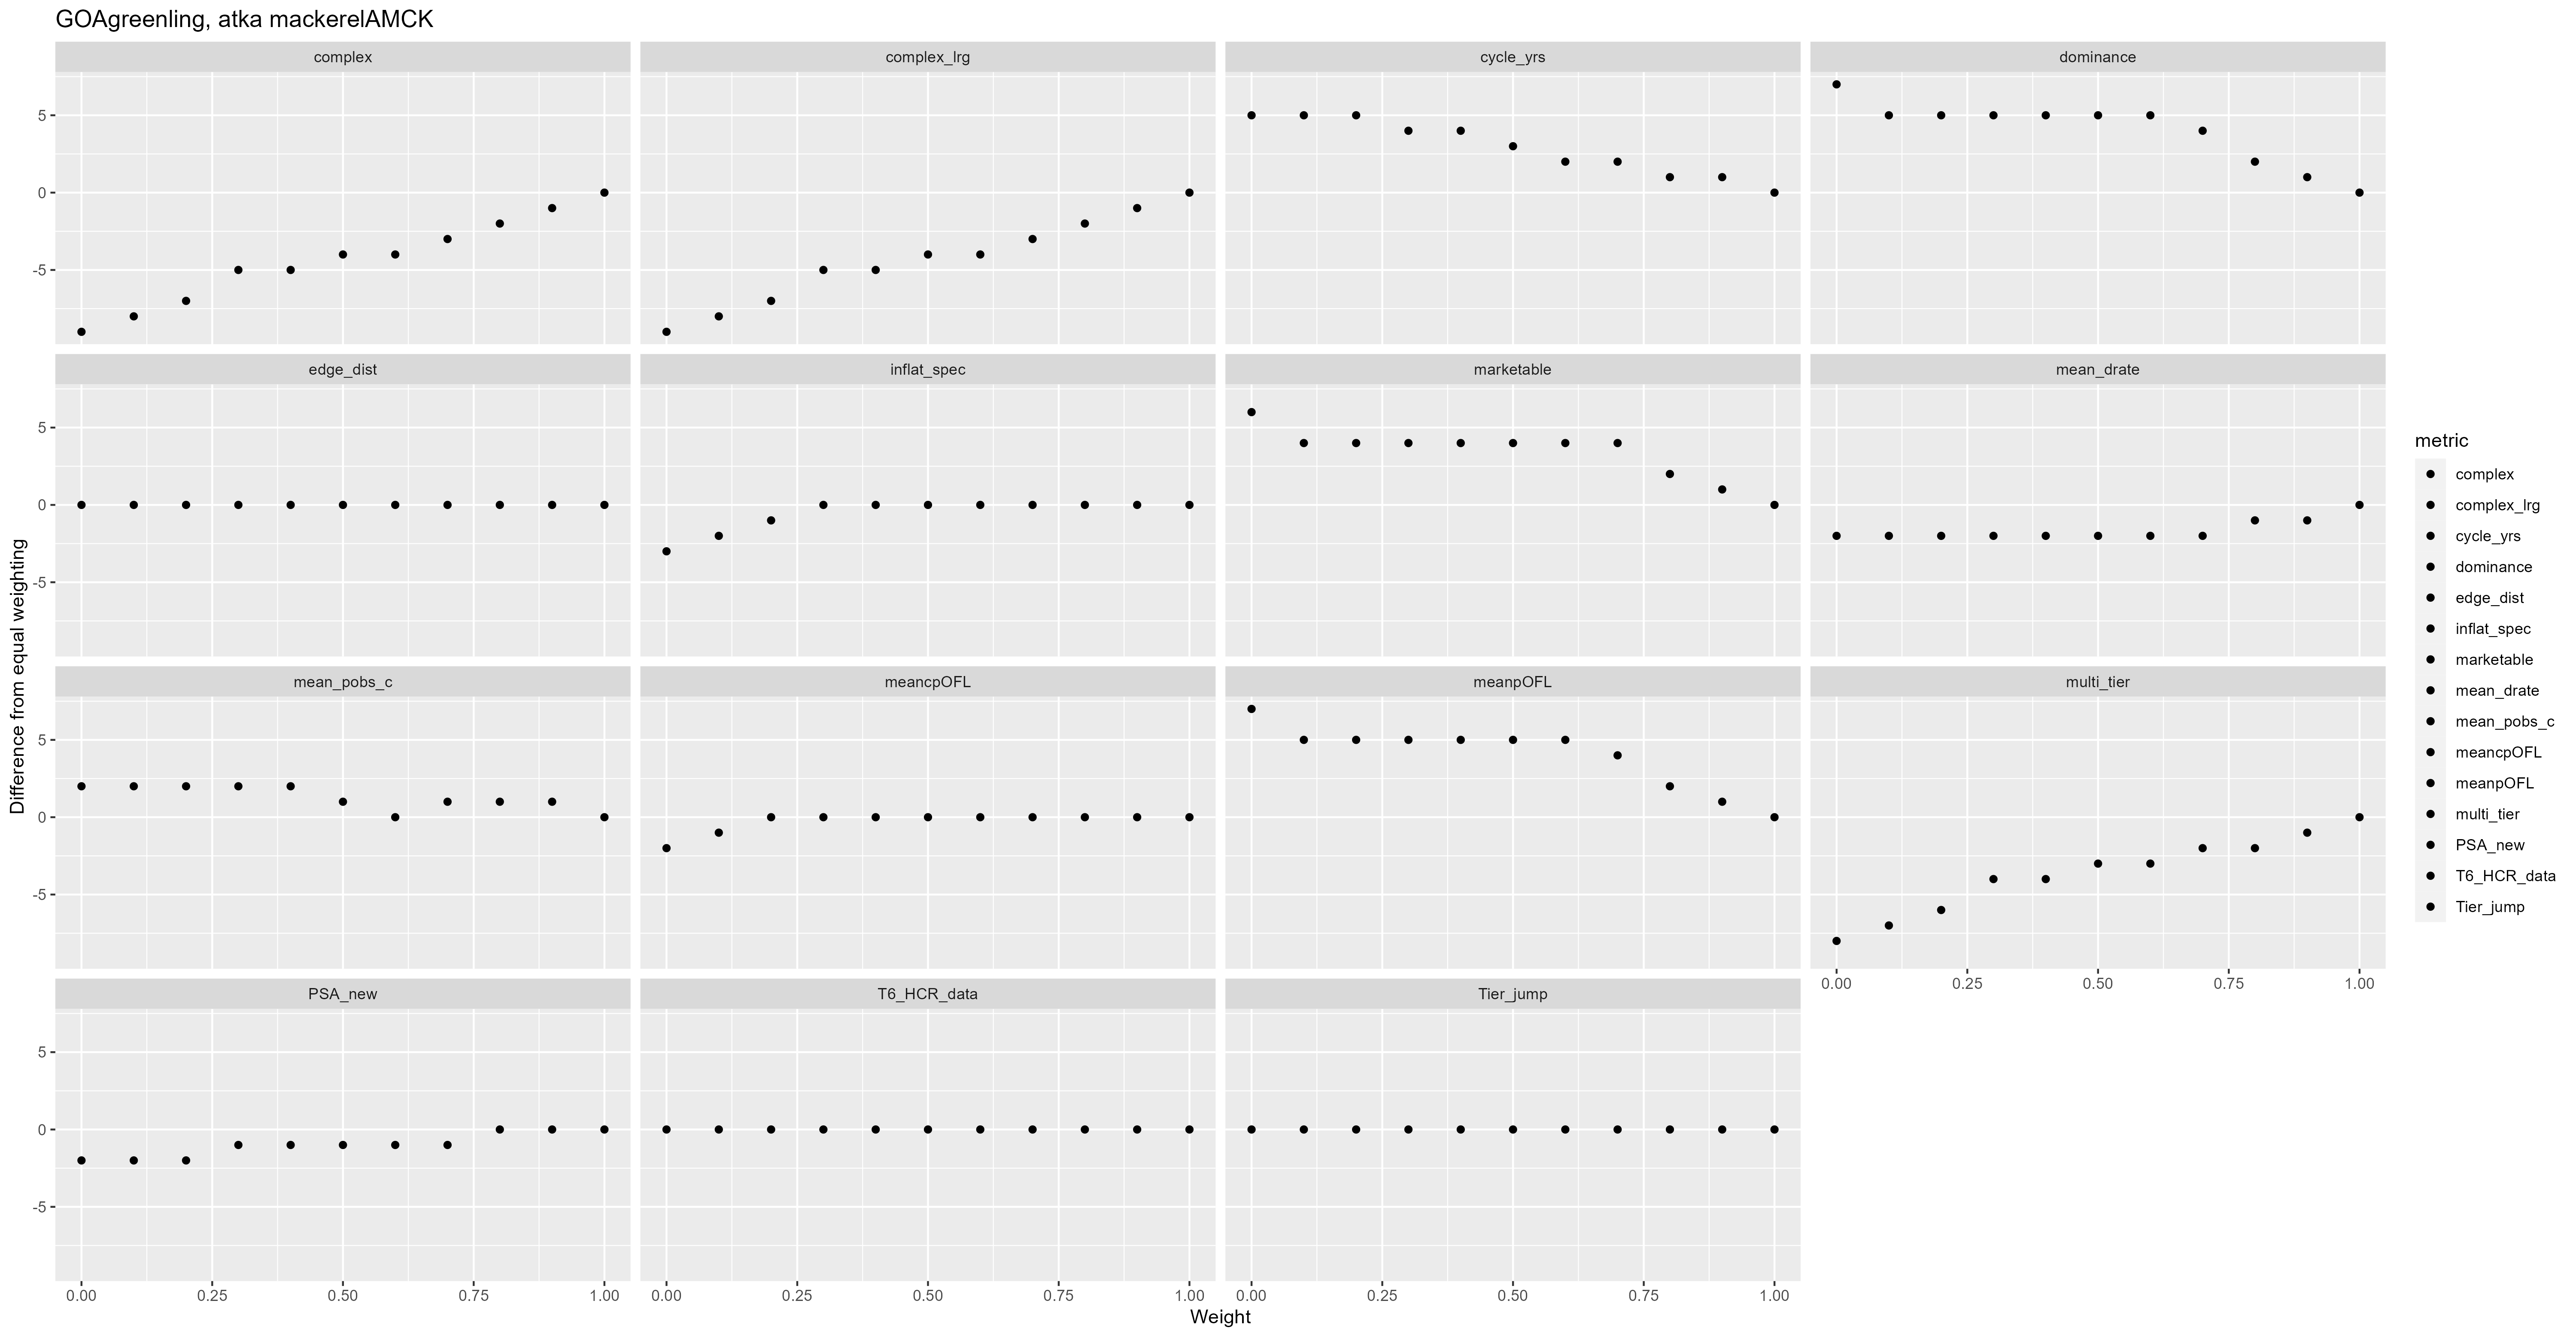 GOAgreenling, atka mackerelAMCK
complex
complex_lrg
cycle_yrs
dominance
5
0
-5
edge_dist
inflat_spec
marketable
mean_drate
5
0
-5
mean_pobs_c
meancpOFL
meanpOFL
multi_tier
5
0
-5
0.00 0.25 0.50 0.75 1.00
PSA_new
T6_HCR_data
Tier_jump
5
0
-5
0.00 0.25 0.50 0.75 1.00
0.00 0.25 0.50 0.75 1.00
0.00 0.25 0.50 0.75 1.00
Weight
Difference from equal weighting
metric
complex
complex_lrg
cycle_yrs
dominance
edge_dist
inflat_spec
marketable
mean_drate
mean_pobs_c
meancpOFL
meanpOFL
multi_tier
PSA_new
T6_HCR_data
Tier_jump